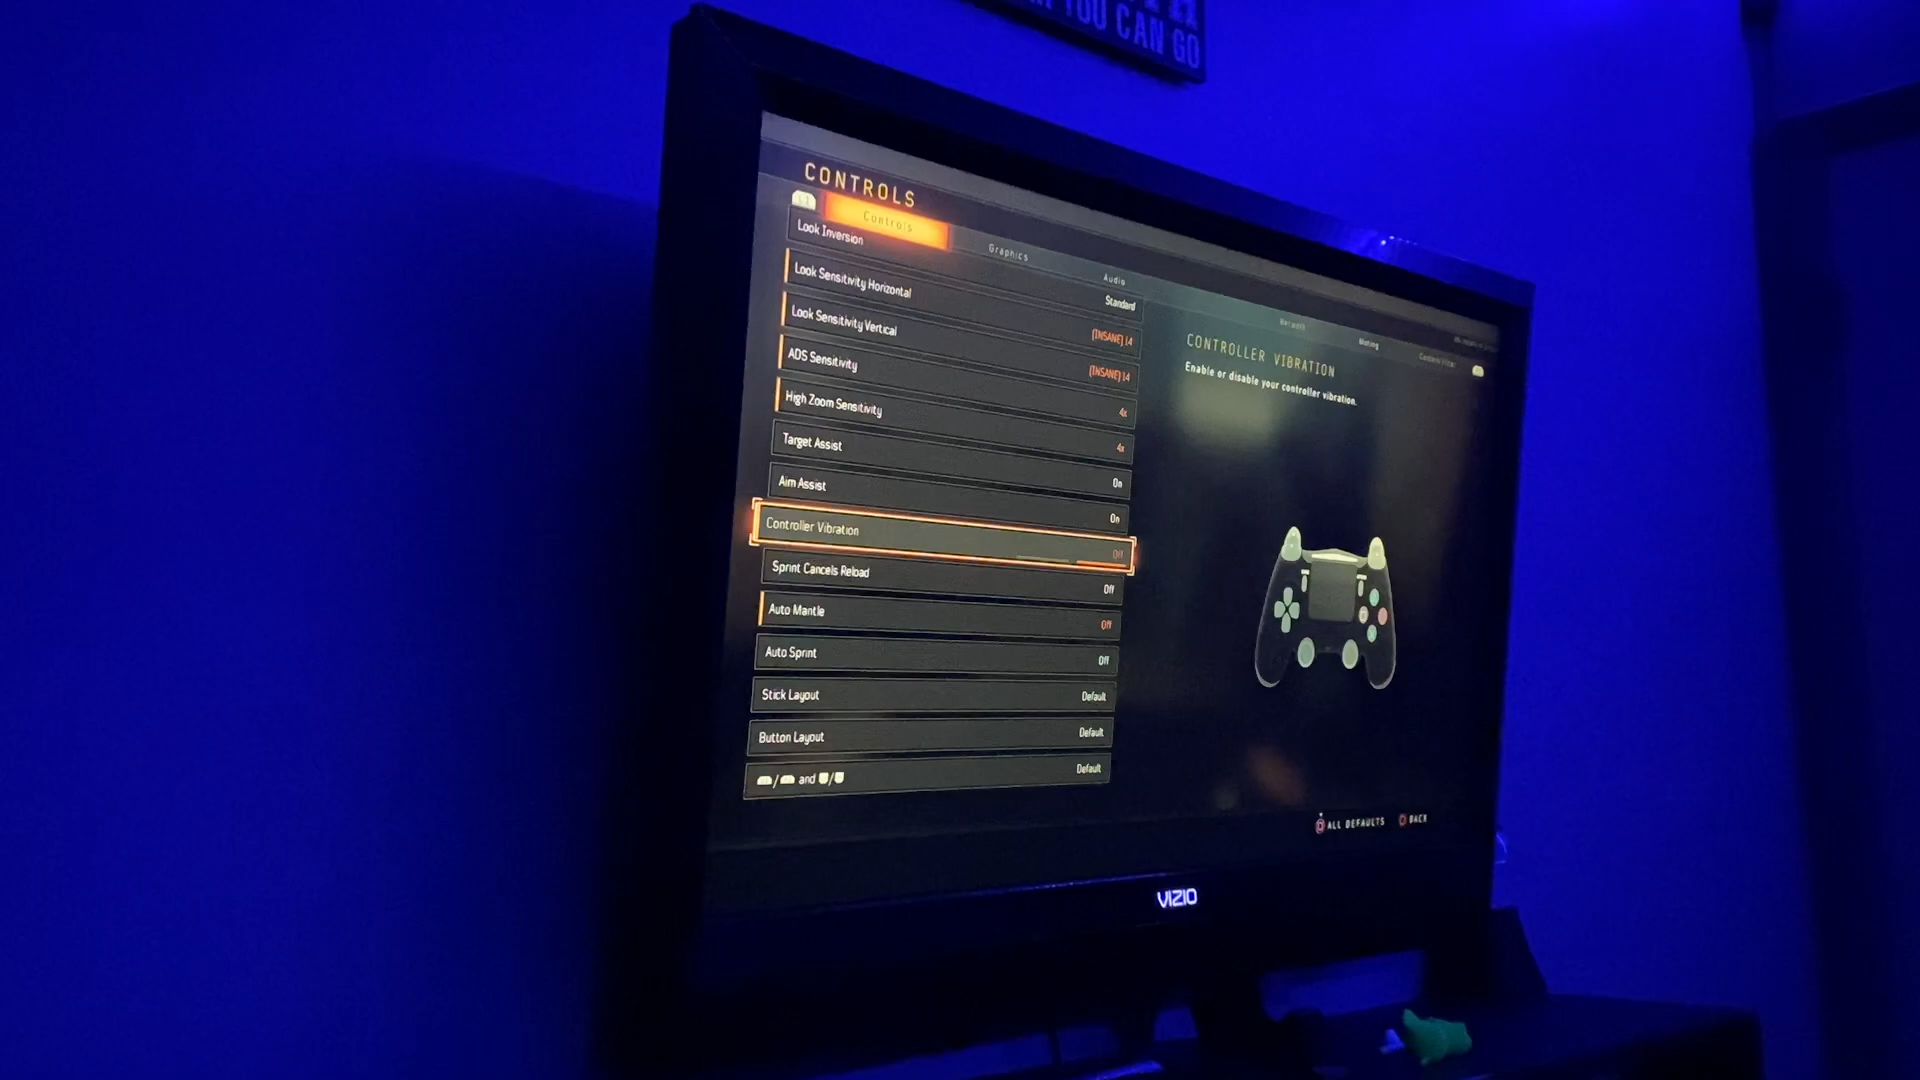 YOU CAN GO
CONTROLS
Controls
Graphics
Audio
Network
Look Inversion
Standard
Look Sensitivity Horizontal
(INSANE) 14
Look Sensitivity Vertical
(INSANE) 14
ADS Sensitivity
4x
High Zoom Sensitivity
4x
Target Assist
On
Aim Assist
On
Controller Vibration
Off
Sprint Cancels Reload
Off
Auto Mantle
Off
Auto Sprint
Off
Stick Layout
Default
Button Layout
Default
/ and /
Default
CONTROLLER VIBRATION
Enable or disable your controller vibration.
ALL DEFAULTS
BACK
VIZIO